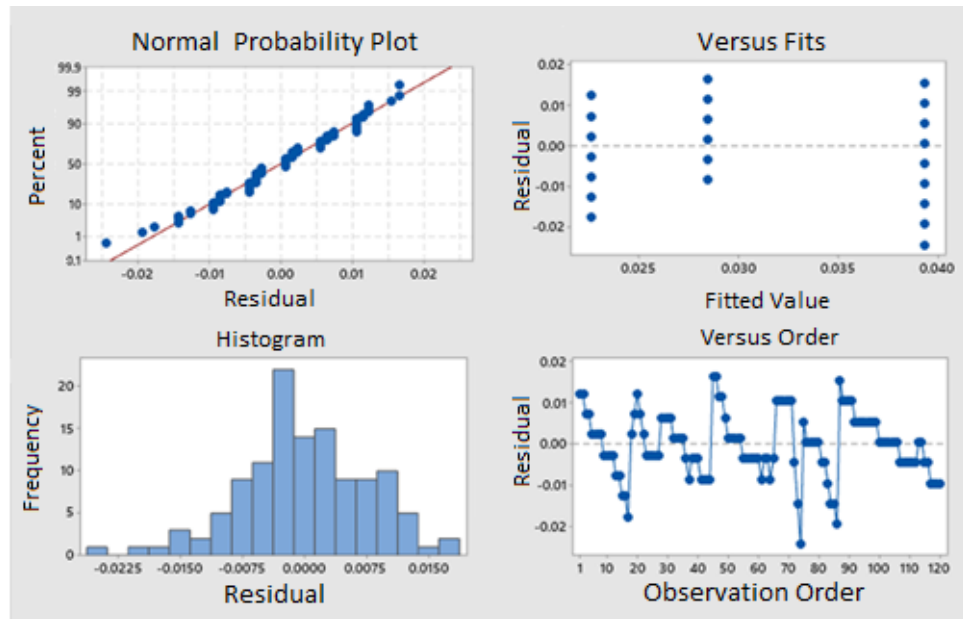 Normal Probability Plot
99.9
99
90
50
10
1
0.1
Percent
-0.02 -0.01 0.00 0.01 0.02
Residual
Versus Fits
0.02
0.01
0.00
-0.01
-0.02
Residual
0.025 0.030 0.035 0.040
Fitted Value
Histogram
20
15
10
5
0
Frequency
-0.0225 -0.0150 -0.0075 0.0000 0.0075 0.0150
Residual
Versus Order
0.02
0.01
0.00
-0.01
-0.02
Residual
1 10 20 30 40 50 60 70 80 90 100 110 120
Observation Order